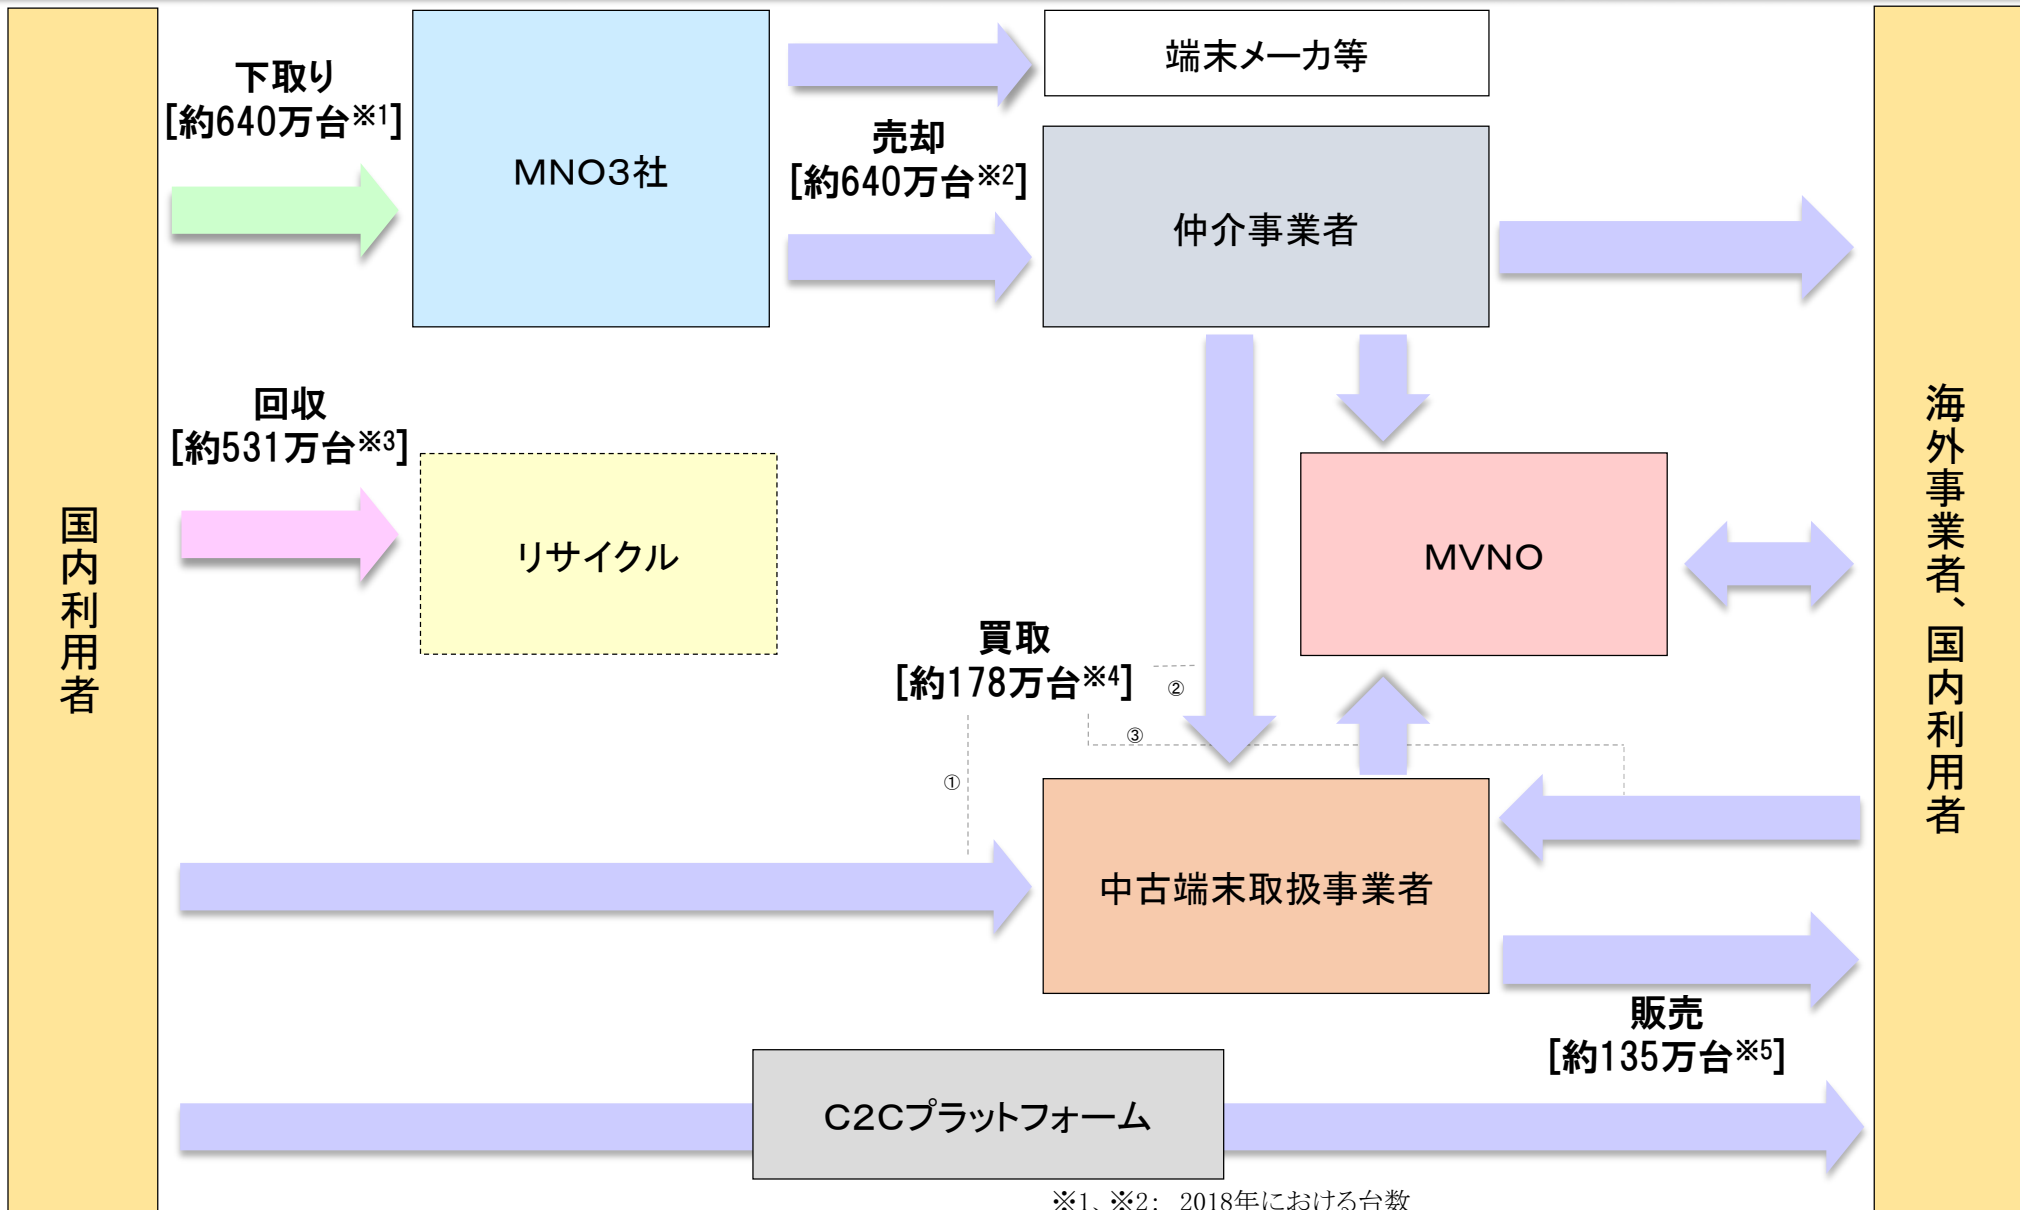 国内利用者
下取り
[約640万台※1]
MNO3社
端末メーカ等
売却
[約640万台※2]
仲介事業者
回収
[約531万台※3]
リサイクル
MVNO
買取
[約178万台※4]
②
③
①
中古端末取扱事業者
販売
[約135万台※5]
C2Cプラットフォーム
海外事業者、国内利用者
※1、※2： 2018年における台数